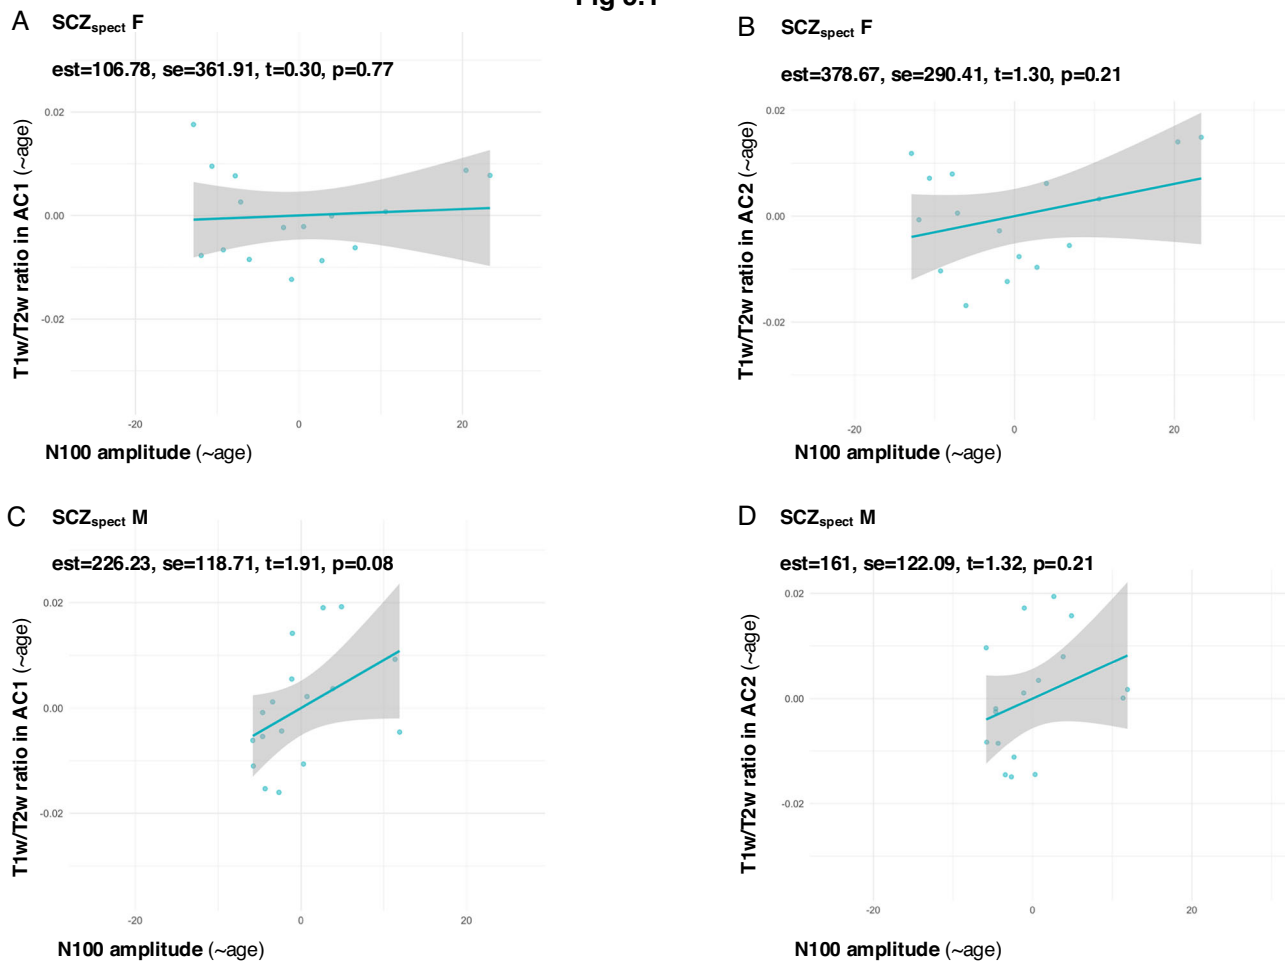 A SCZspect F
est=106.78, se=361.91, t=0.30, p=0.77
T1w/T2w ratio in AC1 (~age)
0.02
0.00
-0.02
-20 0 20
N100 amplitude (~age)
B SCZspect F
est=378.67, se=290.41, t=1.30, p=0.21
T1w/T2w ratio in AC2 (~age)
0.02
0.00
-0.02
-20 0 20
N100 amplitude (~age)
C SCZspect M
est=226.23, se=118.71, t=1.91, p=0.08
T1w/T2w ratio in AC1 (~age)
0.02
0.00
-0.02
-20 0 20
N100 amplitude (~age)
D SCZspect M
est=161, se=122.09, t=1.32, p=0.21
T1w/T2w ratio in AC2 (~age)
0.02
0.00
-0.02
-20 0 20
N100 amplitude (~age)